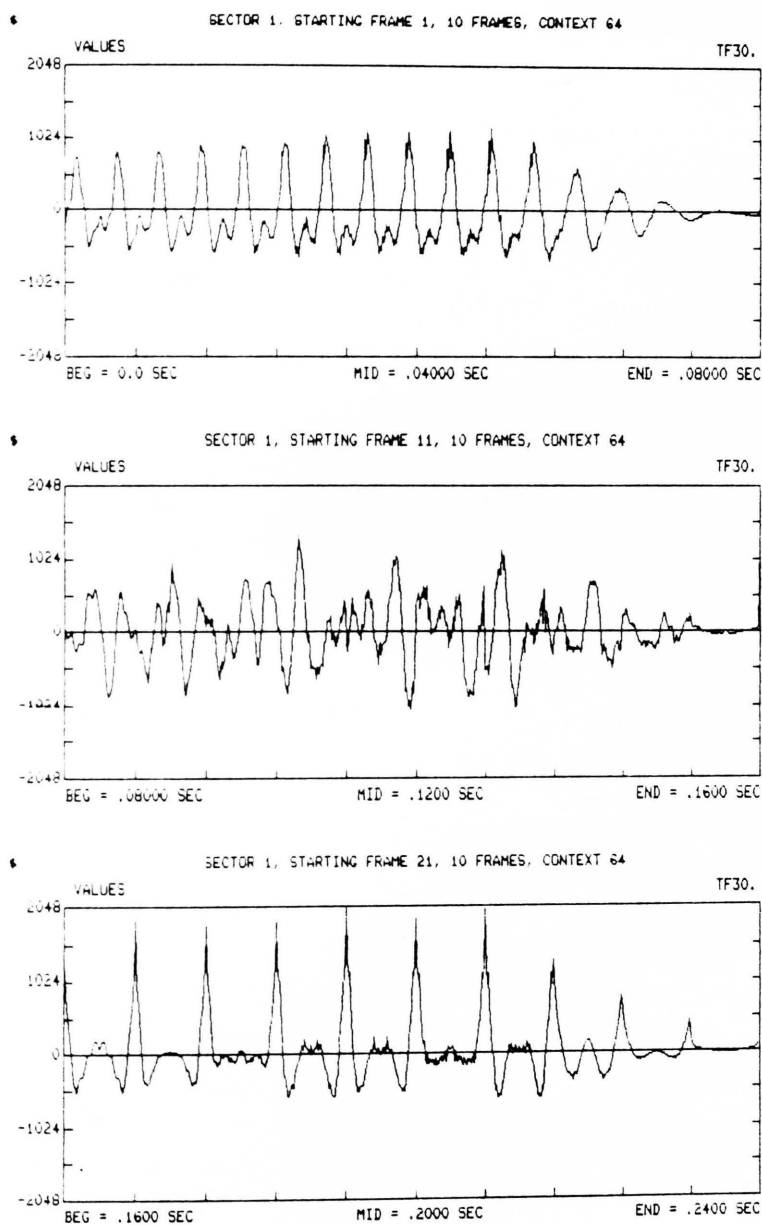 SECTOR 1, STARTING FRAME 1, 10 FRAMES, CONTEXT 64
VALUES TF30.
2048
1024
0
-1024
-2048
BEG = 0.0 SEC MID = .04000 SEC END = .08000 SEC
SECTOR 1, STARTING FRAME 11, 10 FRAMES, CONTEXT 64
VALUES TF30.
2048
1024
0
-1024
-2048
BEG = .08000 SEC MID = .1200 SEC END = .1600 SEC
SECTOR 1, STARTING FRAME 21, 10 FRAMES, CONTEXT 64
VALUES TF30.
2048
1024
0
-1024
-2048
BEG = .1600 SEC MID = .2000 SEC END = .2400 SEC